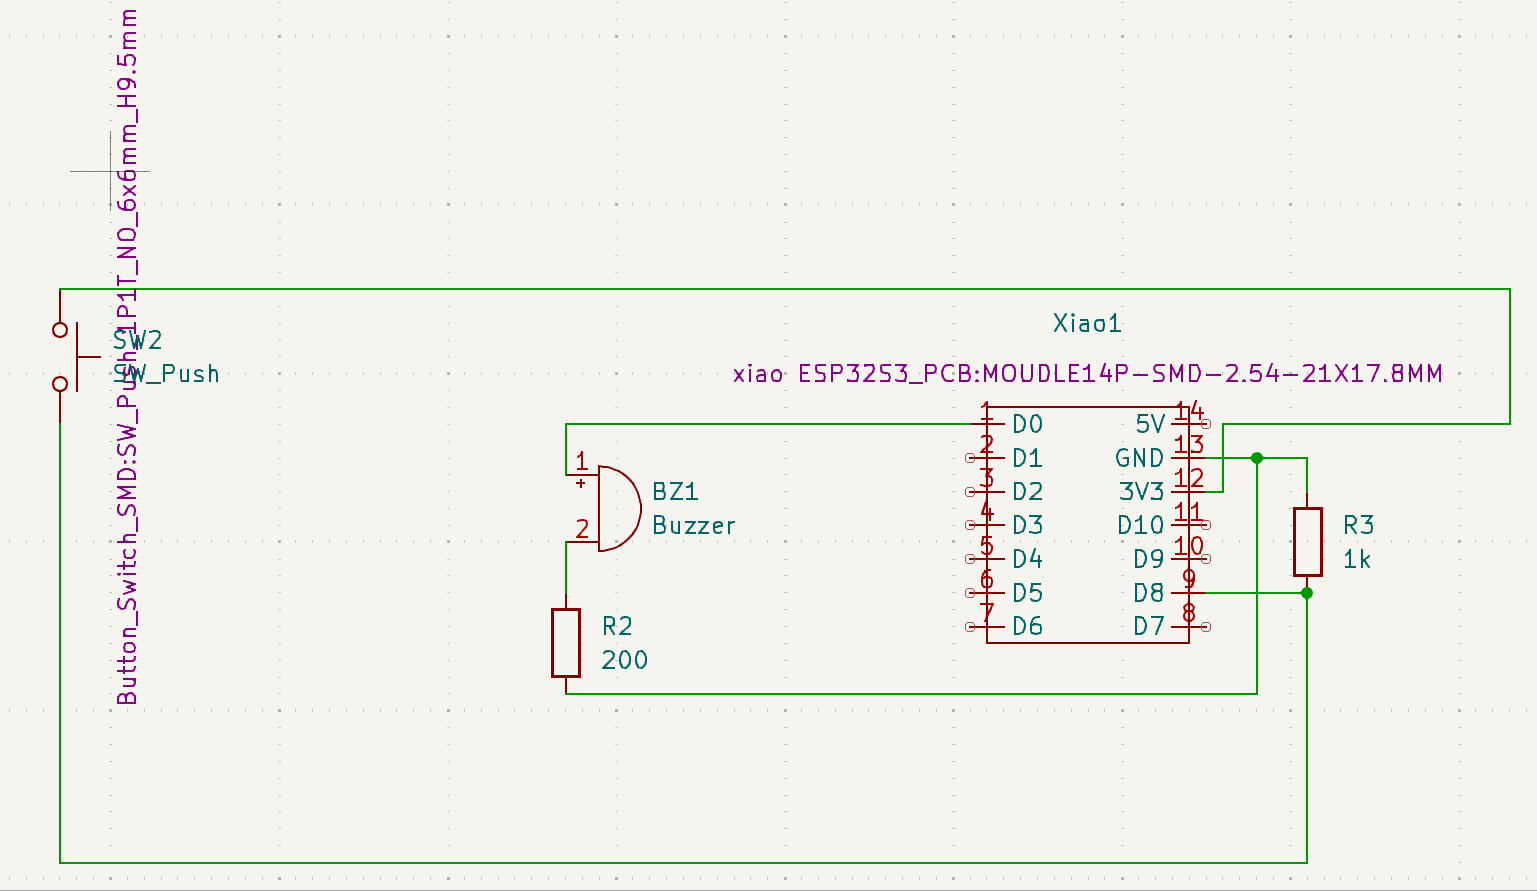 Button_Switch_SMD:SW_Push_1P1T_NO_6x6mm_H9.5mm
SW2
SW_Push
Xiao1
xiao ESP32S3_PCB:MOUDLE14P-SMD-2.54-21X17.8MM
1 D0
2 D1
3 D2
4 D3
5 D4
6 D5
7 D6
5V 14
GND 13
3V3 12
D10 11
D9 10
D8 9
D7 8
1
+
2
BZ1
Buzzer
R2
200
R3
1k